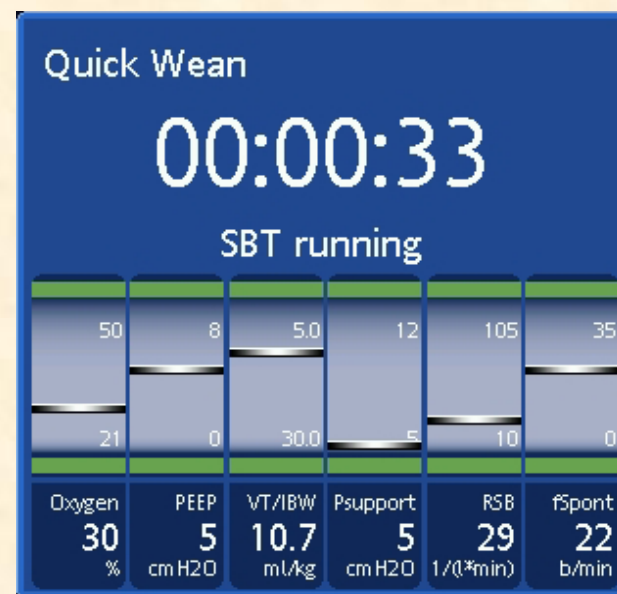 Quick Wean
00:00:33
SBT running
50 8 5.0 12 105 35
21 0 30.0 5 10 0
Oxygen PEEP VT/IBW Psupport RSB fSpont
30 5 10.7 5 29 22
% cmH2O ml/kg cmH2O 1/(l*min) b/min